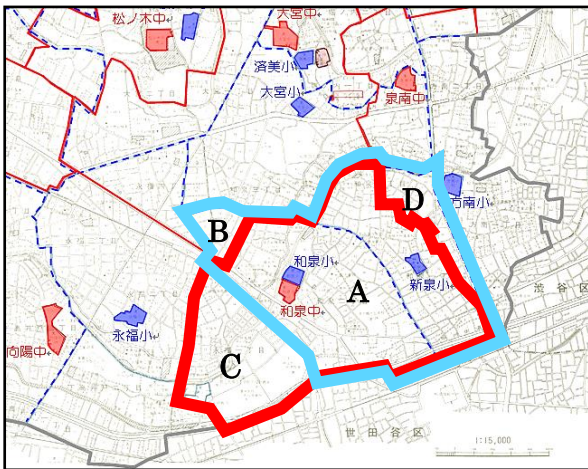 松ノ木中
大宮中
済美小
大宮小
泉南中
D
方南小
B
和泉小
A
新泉小
渋谷区
和泉中
永福小
向陽中
C
世田谷区
1:15,000